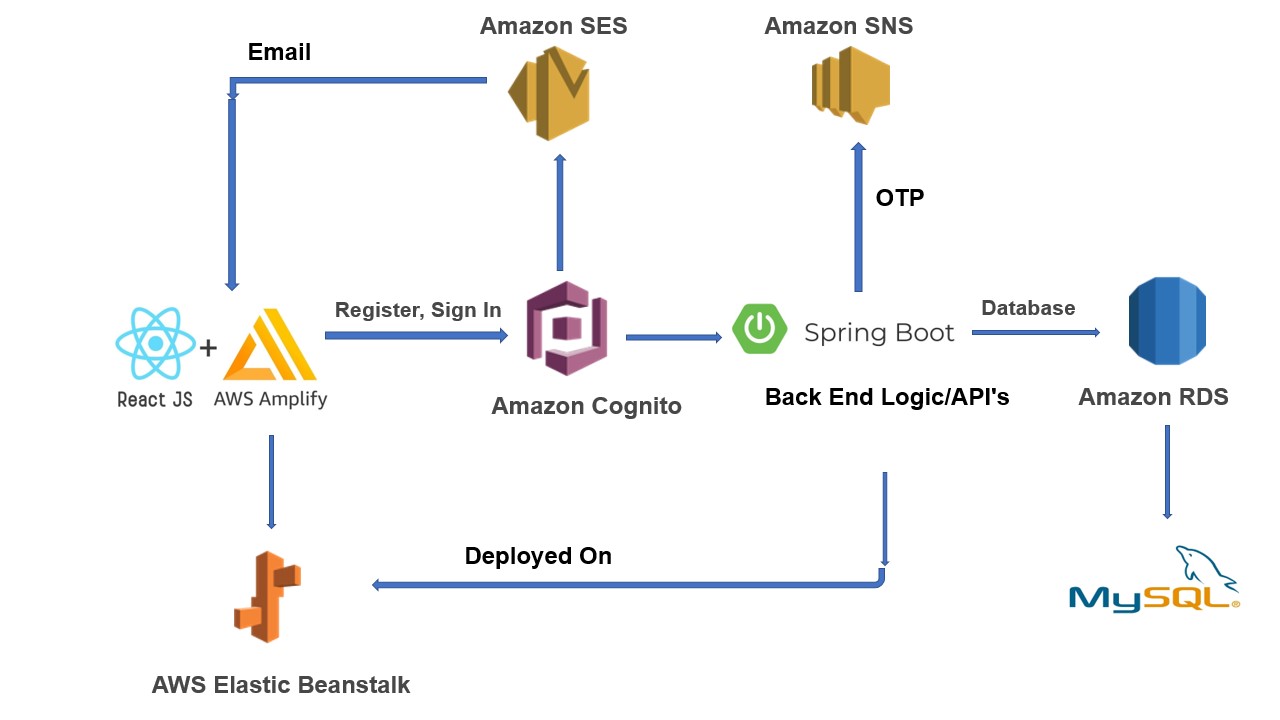 Amazon SES
Amazon SNS
Email
OTP
Register, Sign In
Database
Spring Boot
+
React JS
AWS Amplify
Amazon Cognito
Back End Logic/API's
Amazon RDS
Deployed On
MySQL®
AWS Elastic Beanstalk